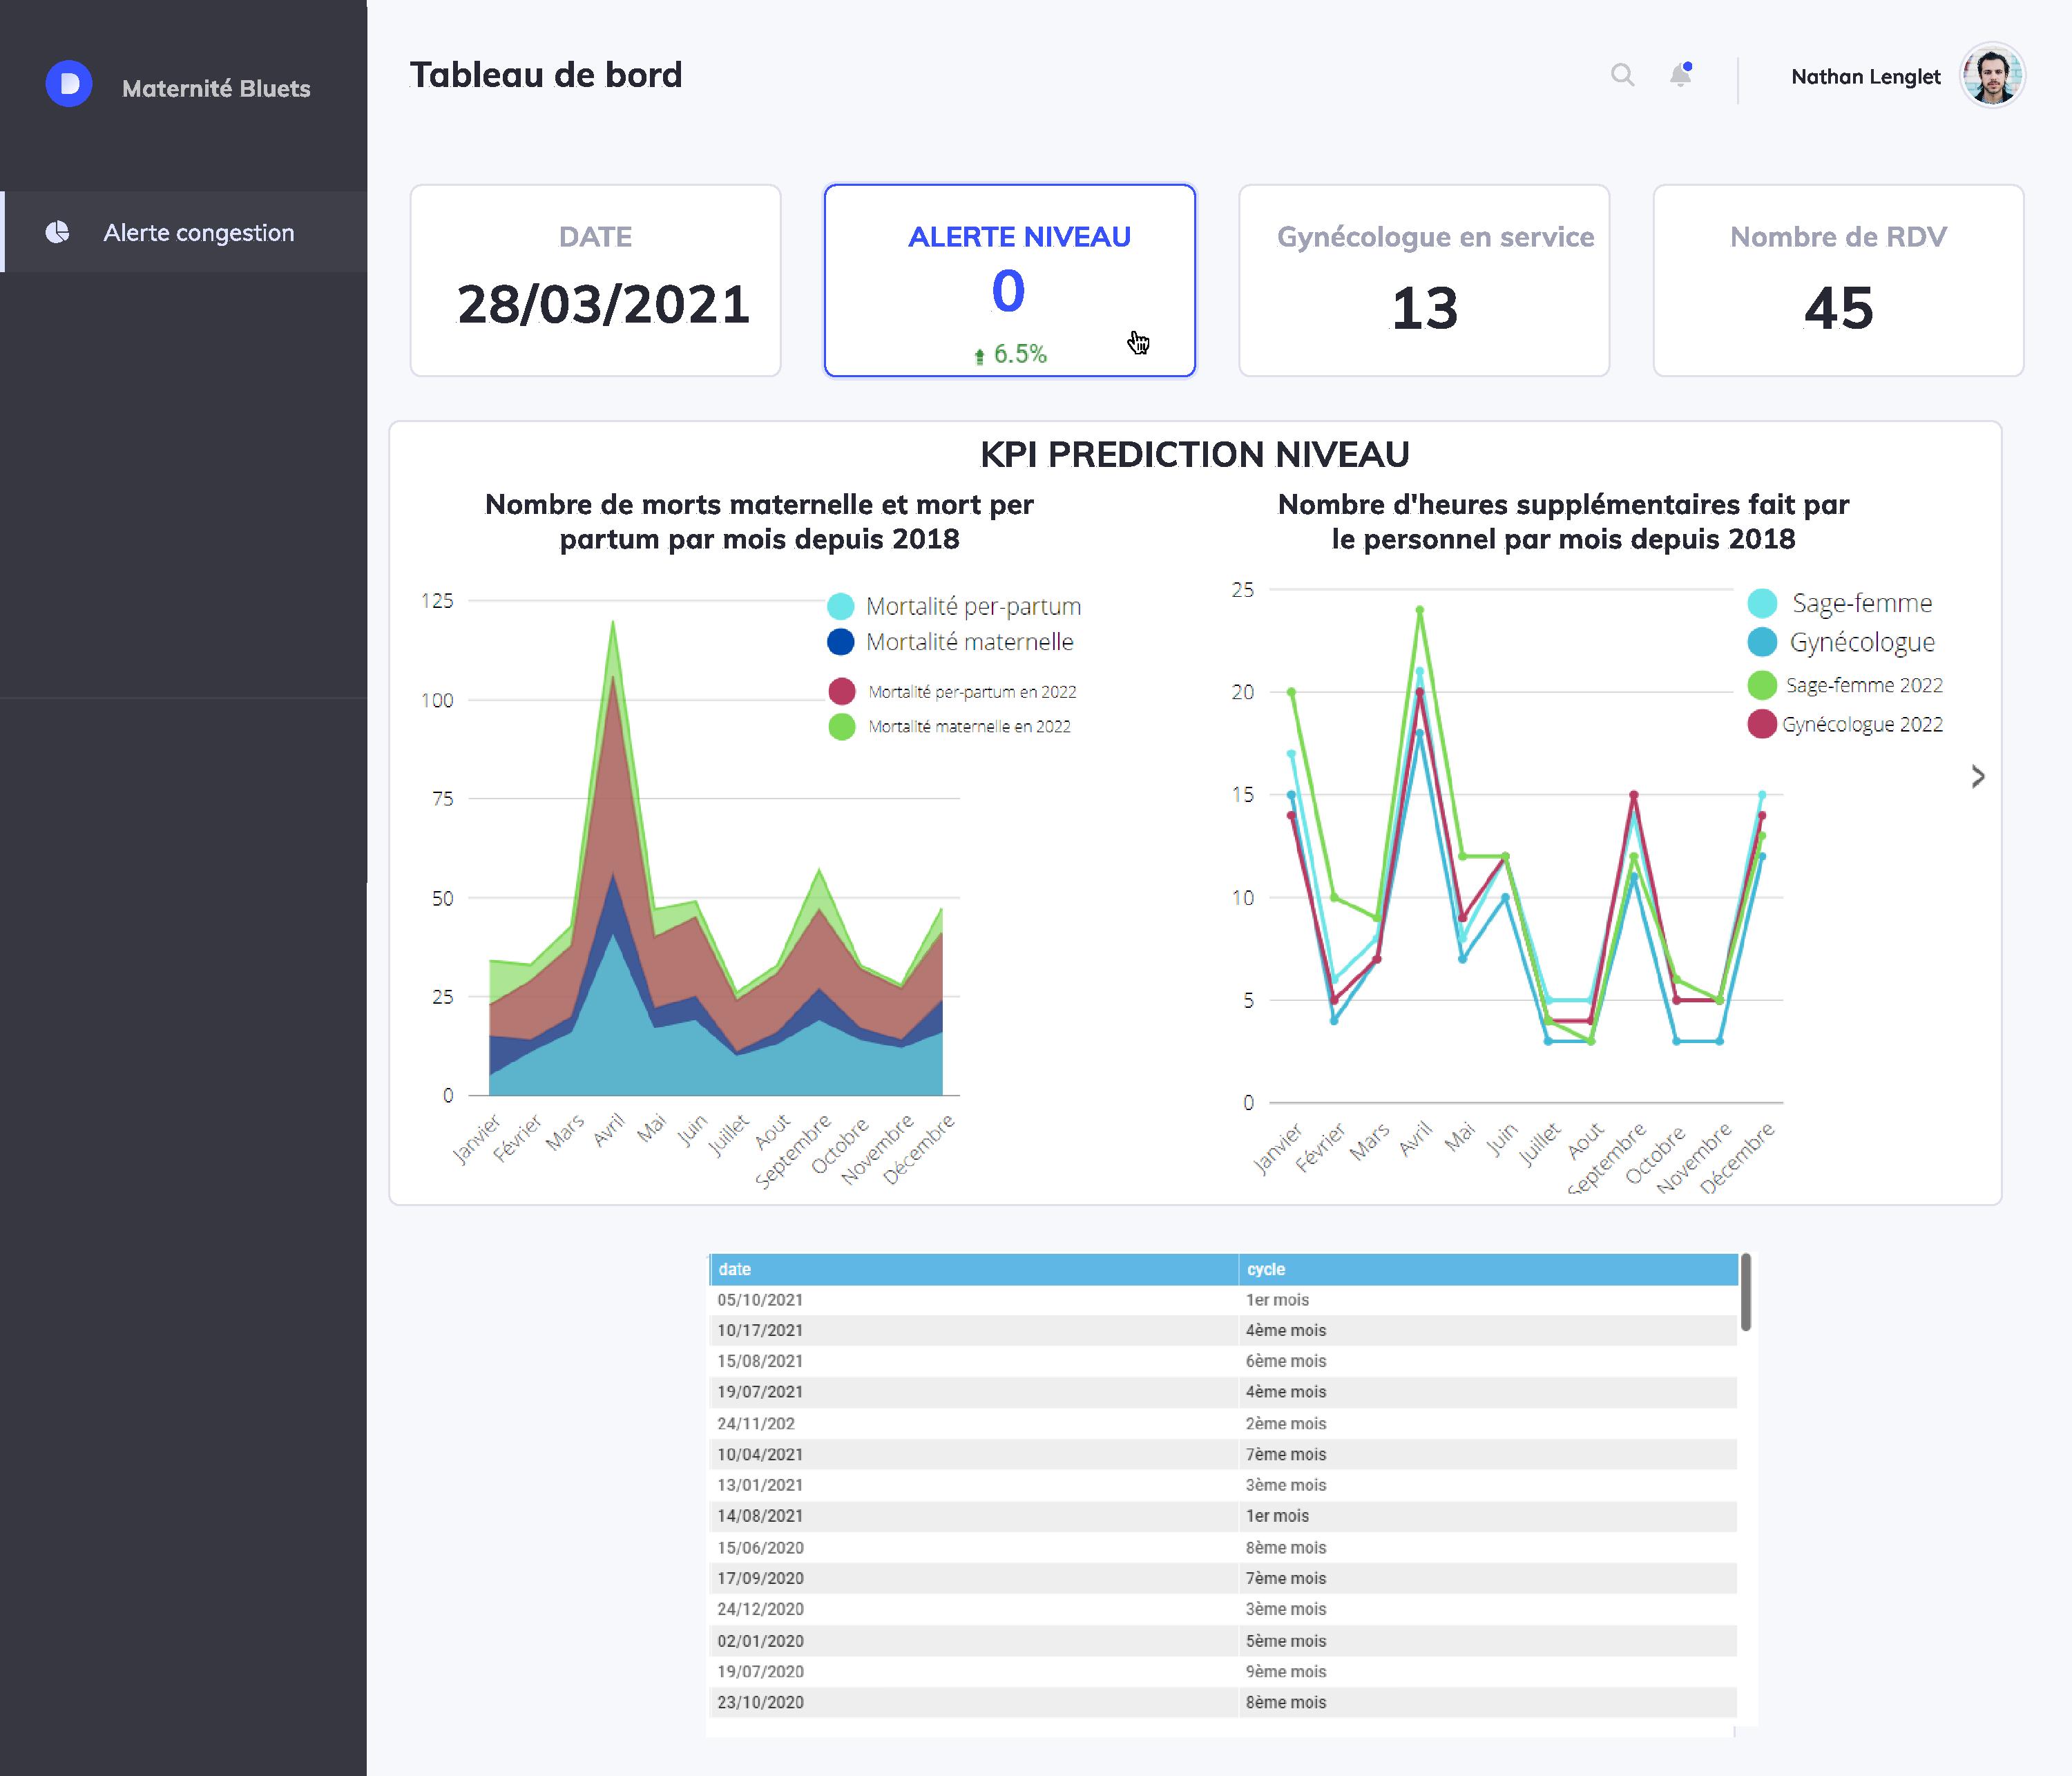 Maternité Bluets
Alerte congestion
Tableau de bord
Nathan Lenglet
DATE
28/03/2021
ALERTE NIVEAU
0
6.5%
Gynécologue en service
13
Nombre de RDV
45
KPI PREDICTION NIVEAU
Nombre de morts maternelle et mort per
partum par mois depuis 2018
125
100
75
50
25
0
Mortalité per-partum
Mortalité maternelle
Mortalité per-partum en 2022
Mortalité maternelle en 2022
Janvier
Février
Mars
Avril
Mai
Juin
Juillet
Aout
Septembre
Octobre
Novembre
Décembre
Nombre d'heures supplémentaires fait par
le personnel par mois depuis 2018
25
20
15
10
5
0
Sage-femme
Gynécologue
Sage-femme 2022
Gynécologue 2022
Janvier
Février
Mars
Avril
Mai
Juin
Juillet
Aout
Septembre
Octobre
Novembre
Décembre
date cycle
05/10/2021 1er mois
10/17/2021 4ème mois
15/08/2021 6ème mois
19/07/2021 4ème mois
24/11/202 2ème mois
10/04/2021 7ème mois
13/01/2021 3ème mois
14/08/2021 1er mois
15/06/2020 8ème mois
17/09/2020 7ème mois
24/12/2020 3ème mois
02/01/2020 5ème mois
19/07/2020 9ème mois
23/10/2020 8ème mois